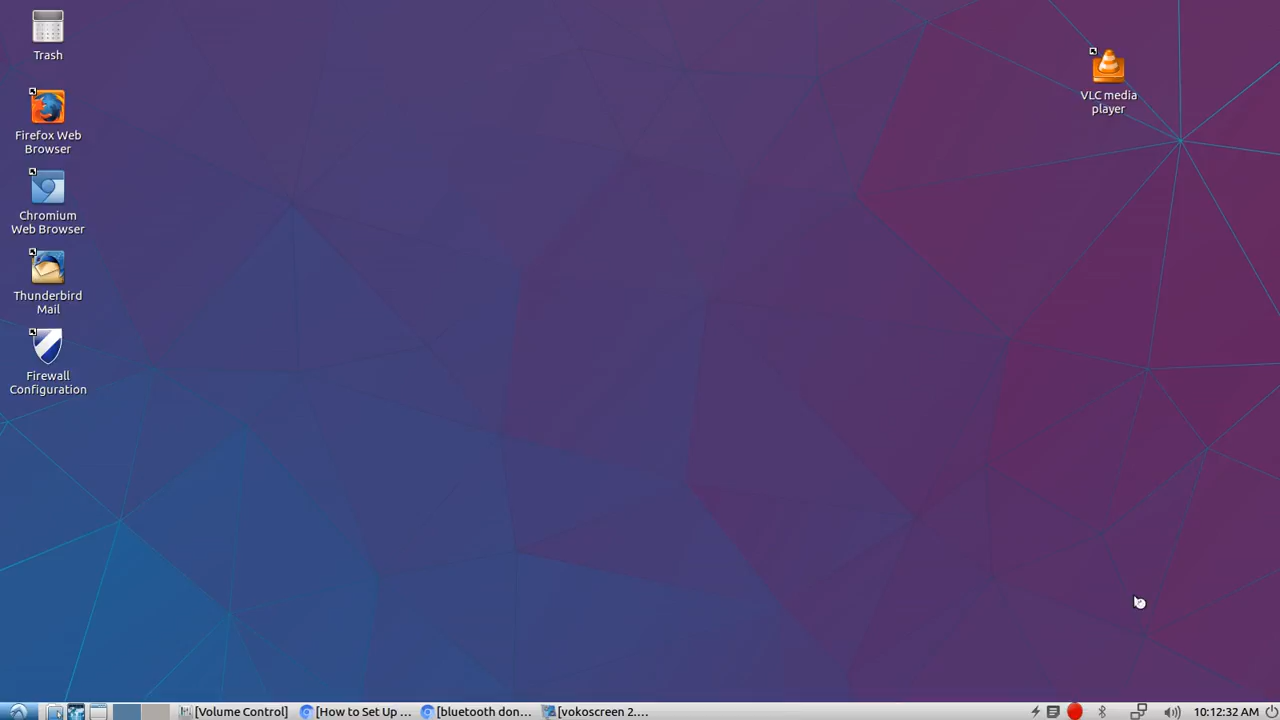 Trash
Firefox Web
Browser
Chromium
Web Browser
Thunderbird
Mail
Firewall
Configuration
VLC media
player
[Volume Control]
[How to Set Up ...
[bluetooth don...
[vokoscreen 2....
10:12:32 AM